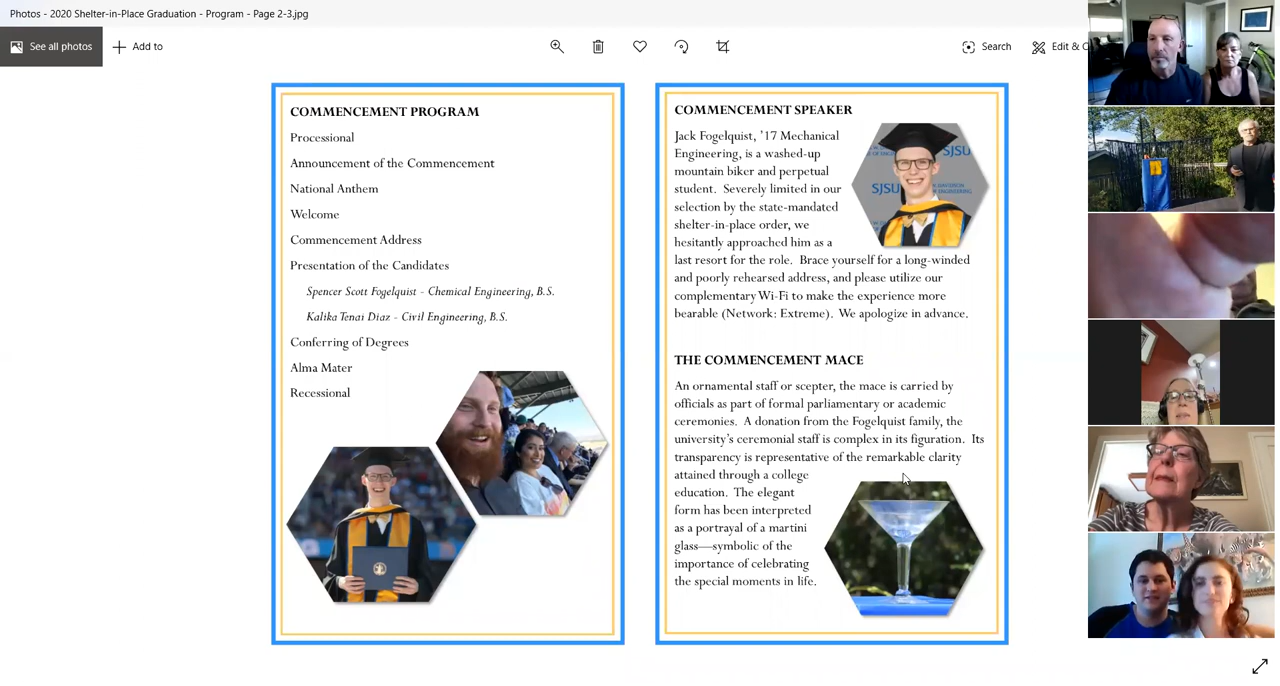 Photos - 2020 Shelter-in-Place Graduation - Program - Page 2-3.jpg
See all photos
Add to
Search
Edit & C
COMMENCEMENT PROGRAM
Processional
Announcement of the Commencement
National Anthem
Welcome
Commencement Address
Presentation of the Candidates
Spencer Scott Fogelquist - Chemical Engineering, B.S.
Kalika Tenai Diaz - Civil Engineering, B.S.
Conferring of Degrees
Alma Mater
Recessional
COMMENCEMENT SPEAKER
Jack Fogelquist, ’17 Mechanical
Engineering, is a washed-up
mountain biker and perpetual
student. Severely limited in our
selection by the state-mandated
shelter-in-place order, we
hesitantly approached him as a
last resort for the role. Brace yourself for a long-winded
and poorly rehearsed address, and please utilize our
complementary Wi-Fi to make the experience more
bearable (Network: Extreme). We apologize in advance.
SJSU
SJSU
THE COMMENCEMENT MACE
An ornamental staff or scepter, the mace is carried by
officials as part of formal parliamentary or academic
ceremonies. A donation from the Fogelquist family, the
university’s ceremonial staff is complex in its figuration. Its
transparency is representative of the remarkable clarity
attained through a college
education. The elegant
form has been interpreted
as a portrayal of a martini
glass—symbolic of the
importance of celebrating
the special moments in life.